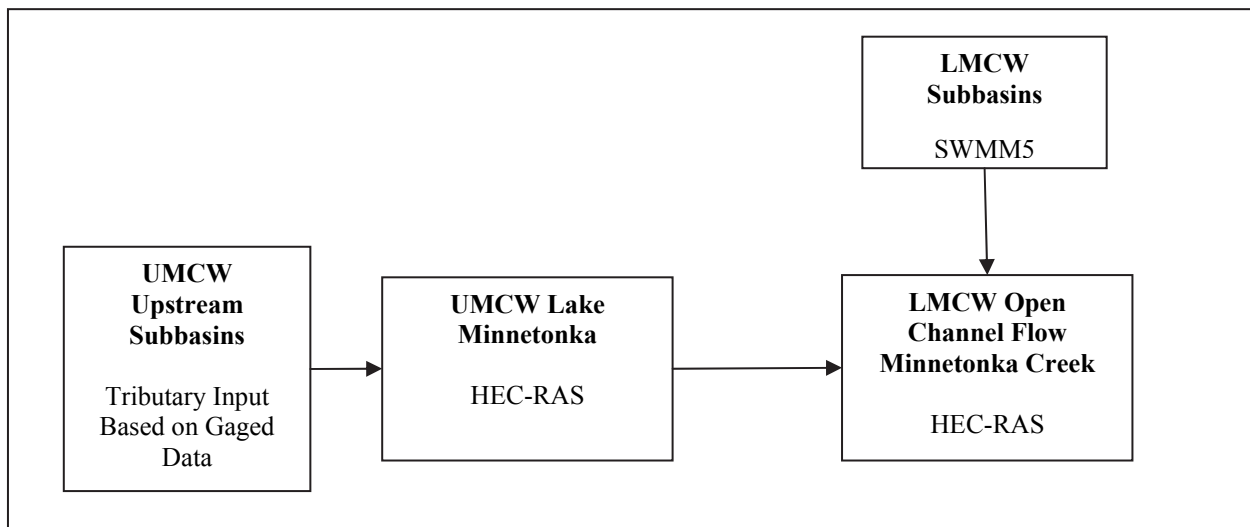 LMCW
Subbasins
SWMM5
UMCW
Upstream
Subbasins
Tributary Input
Based on Gaged
Data
UMCW Lake
Minnetonka
HEC-RAS
LMCW Open
Channel Flow
Minnetonka Creek
HEC-RAS